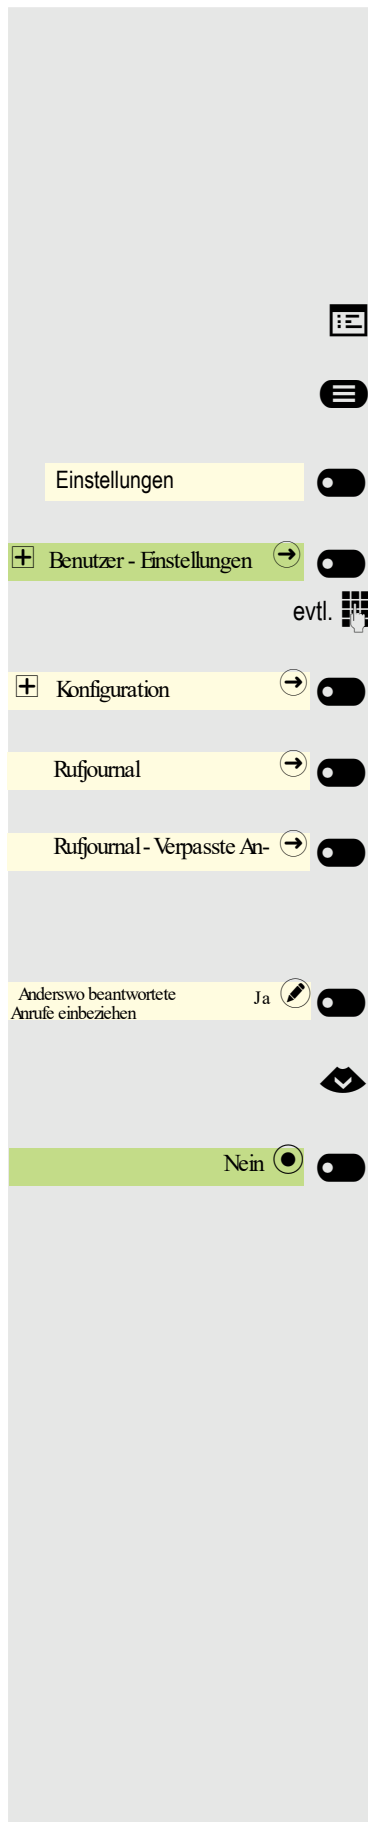 Einstellungen
Benutzer - Einstellungen
evtl.
Konfiguration
Rufjournal
Rufjournal - Verpasste An-
Anderswo beantwortete Ja
Anrufe einbeziehen
Nein